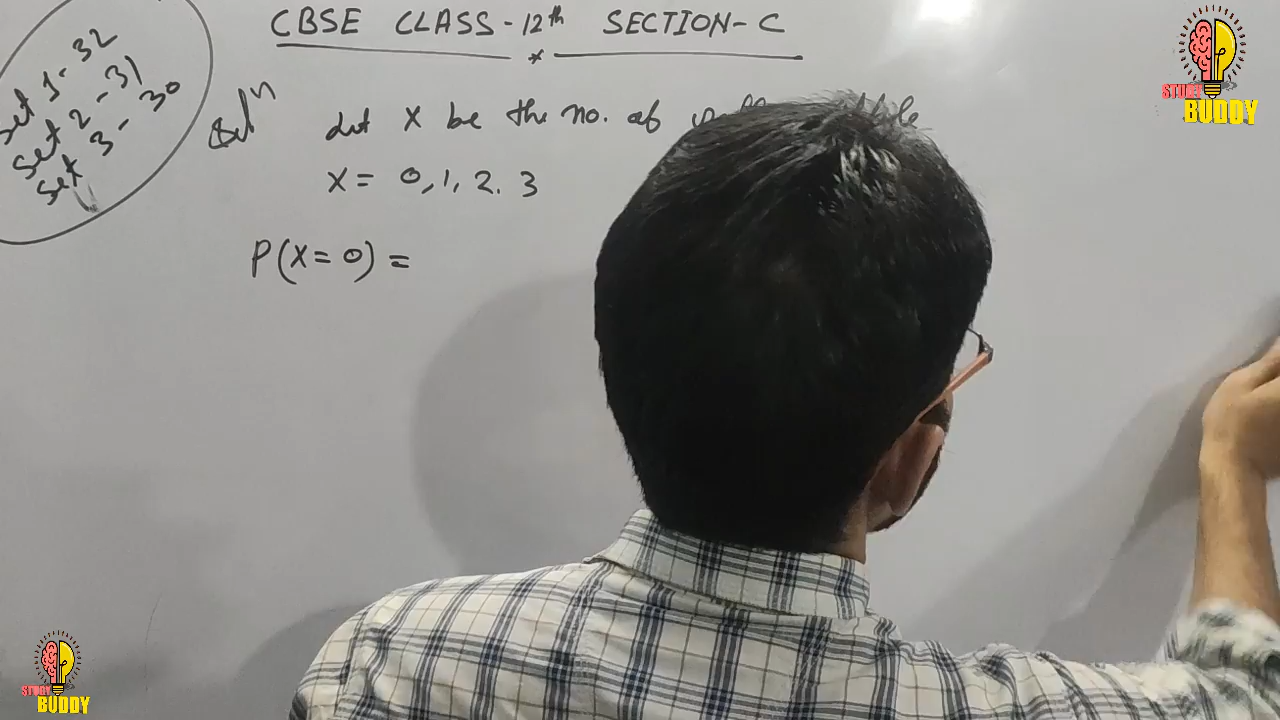 CBSE CLASS-12th SECTION-C
Set 1 - 32
Set 2 - 31
Set 3 - 30
Solⁿ Let X be the no. of
X = 0, 1, 2. 3
P(X = 0) =
STUDY BUDDY
STUDY BUDDY